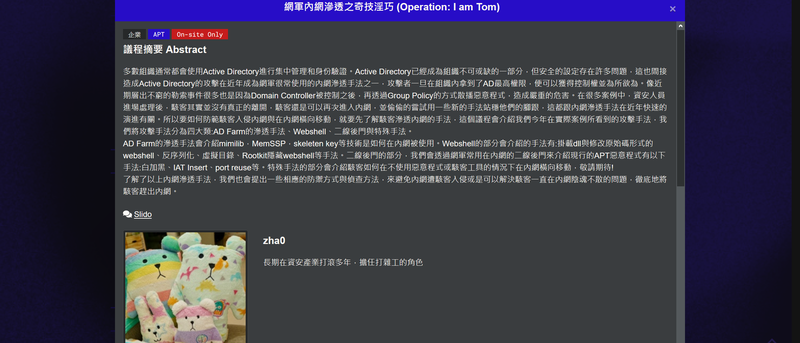 網軍內網滲透之奇技淫巧 (Operation: I am Tom)
×
企業 APT On-site Only
議程摘要 Abstract
多數組織通常都會使用Active Directory進行集中管理和身份驗證。Active Directory已經成為組織不可或缺的一部分，但安全的設定存在許多問題，這也間接
造成Active Directory的攻擊在近年成為網軍很常使用的內網滲透手法之一，攻擊者一旦在組織內拿到了AD最高權限，便可以獲得控制權並為所欲為。像近
期層出不窮的勒索事件很多也是因為Domain Controller被控制之後，再透過Group Policy的方式散播惡意程式，造成嚴重的危害。在很多案例中，資安人員
進場處理後，駭客其實並沒有真正的離開，駭客還是可以再次進入內網，並偷偷的嘗試用一些新的手法站穩他們的腳跟，這都跟內網滲透手法在近年快速的
演進有關。所以要如何防範駭客入侵內網與在內網橫向移動，就要先了解駭客滲透內網的手法，這個議程會介紹我們今年在實際案例所看到的攻擊手法，我
們將攻擊手法分為四大類:AD Farm的滲透手法、Webshell、二線後門與特殊手法。
AD Farm的滲透手法會介紹mimilib，MemSSP，skeleten key等技術是如何在內網被使用。Webshell的部分會介紹的手法有:掛載dll與修改原始碼形式的
webshell、反序列化、虛擬目錄、Rootkit隱藏webshell等手法。二線後門的部分，我們會透過網軍常用在內網的二線後門來介紹現行的APT惡意程式有以下
手法:白加黑、IAT Insert、port reuse等。特殊手法的部分會介紹駭客如何在不使用惡意程式或駭客工具的情況下在內網橫向移動，敬請期待!
了解了以上內網滲透手法，我們也會提出一些相應的防禦方式與偵查方法，來避免內網遭駭客入侵或是可以解決駭客一直在內網陰魂不散的問題，徹底地將
駭客趕出內網。
Slido
zha0
長期在資安產業打滾多年，擔任打雜工的角色